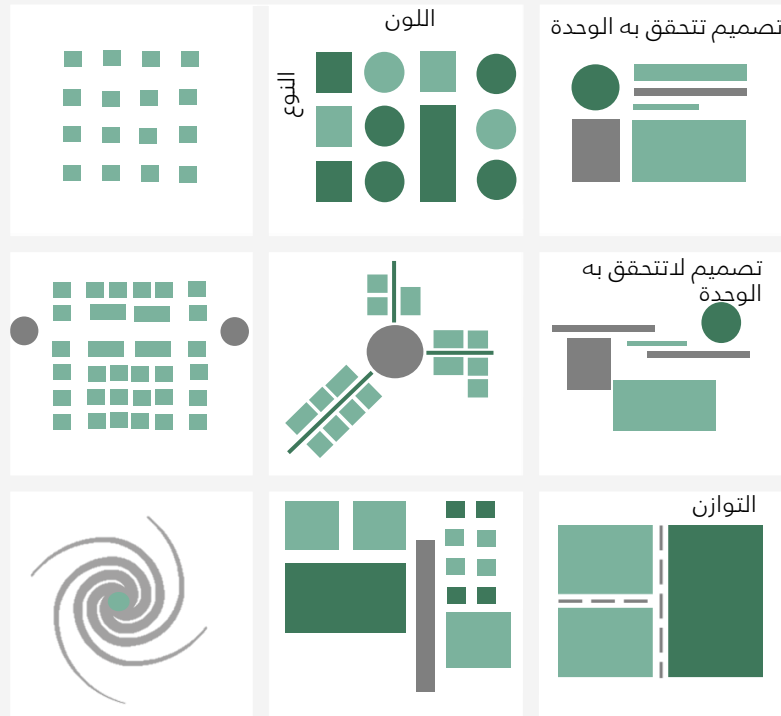 تصميم تتحقق به الوحدة
اللون
النوع
تصميم لاتتحقق به
الوحدة
التوازن